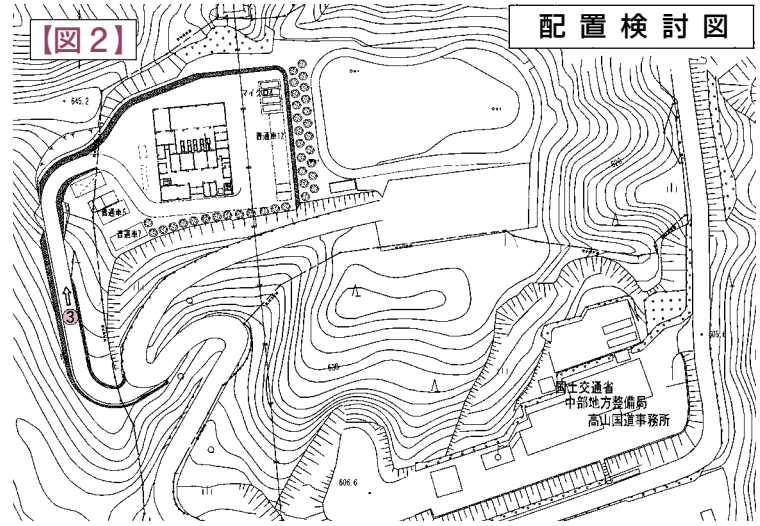 【図2】
配置検討図
645.2
マイクロ4
普通車12
普通車5
普通車7
③
630
605.6
国土交通省
中部地方整備局
高山国道事務所
606.6